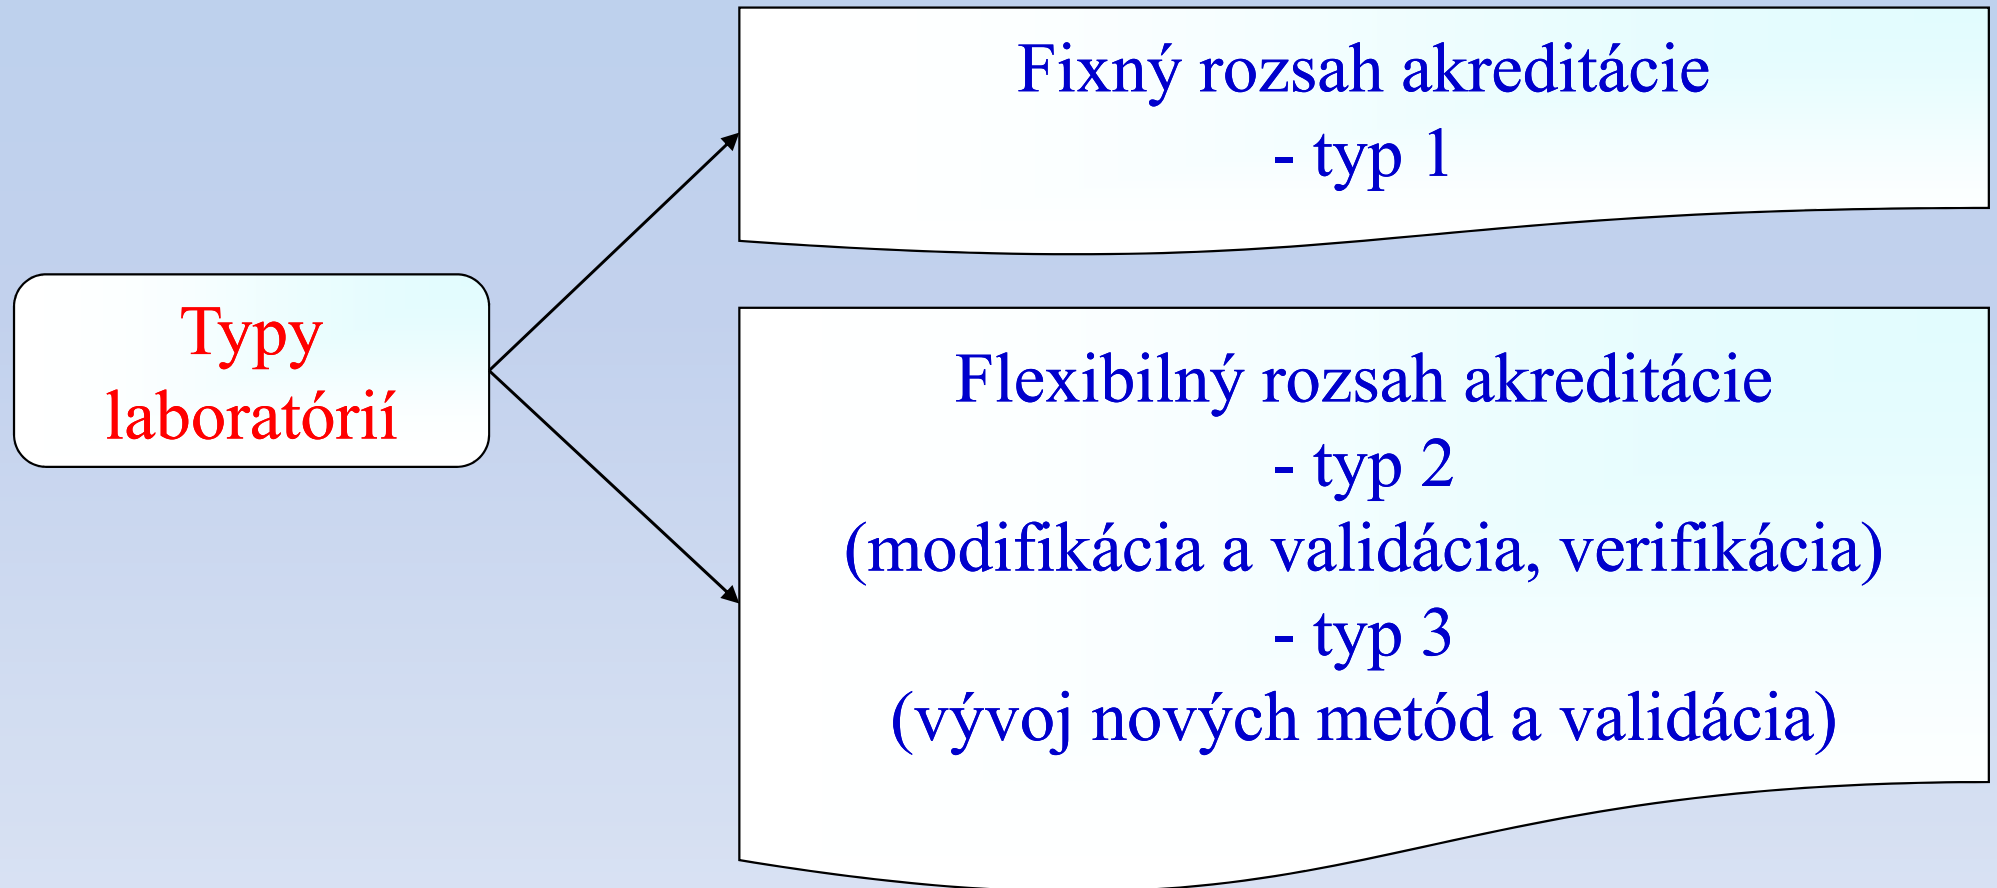 Fixný rozsah akreditácie
- typ 1
Typy
laboratórií
Flexibilný rozsah akreditácie
- typ 2
(modifikácia a validácia, verifikácia)
- typ 3
(vývoj nových metód a validácia)